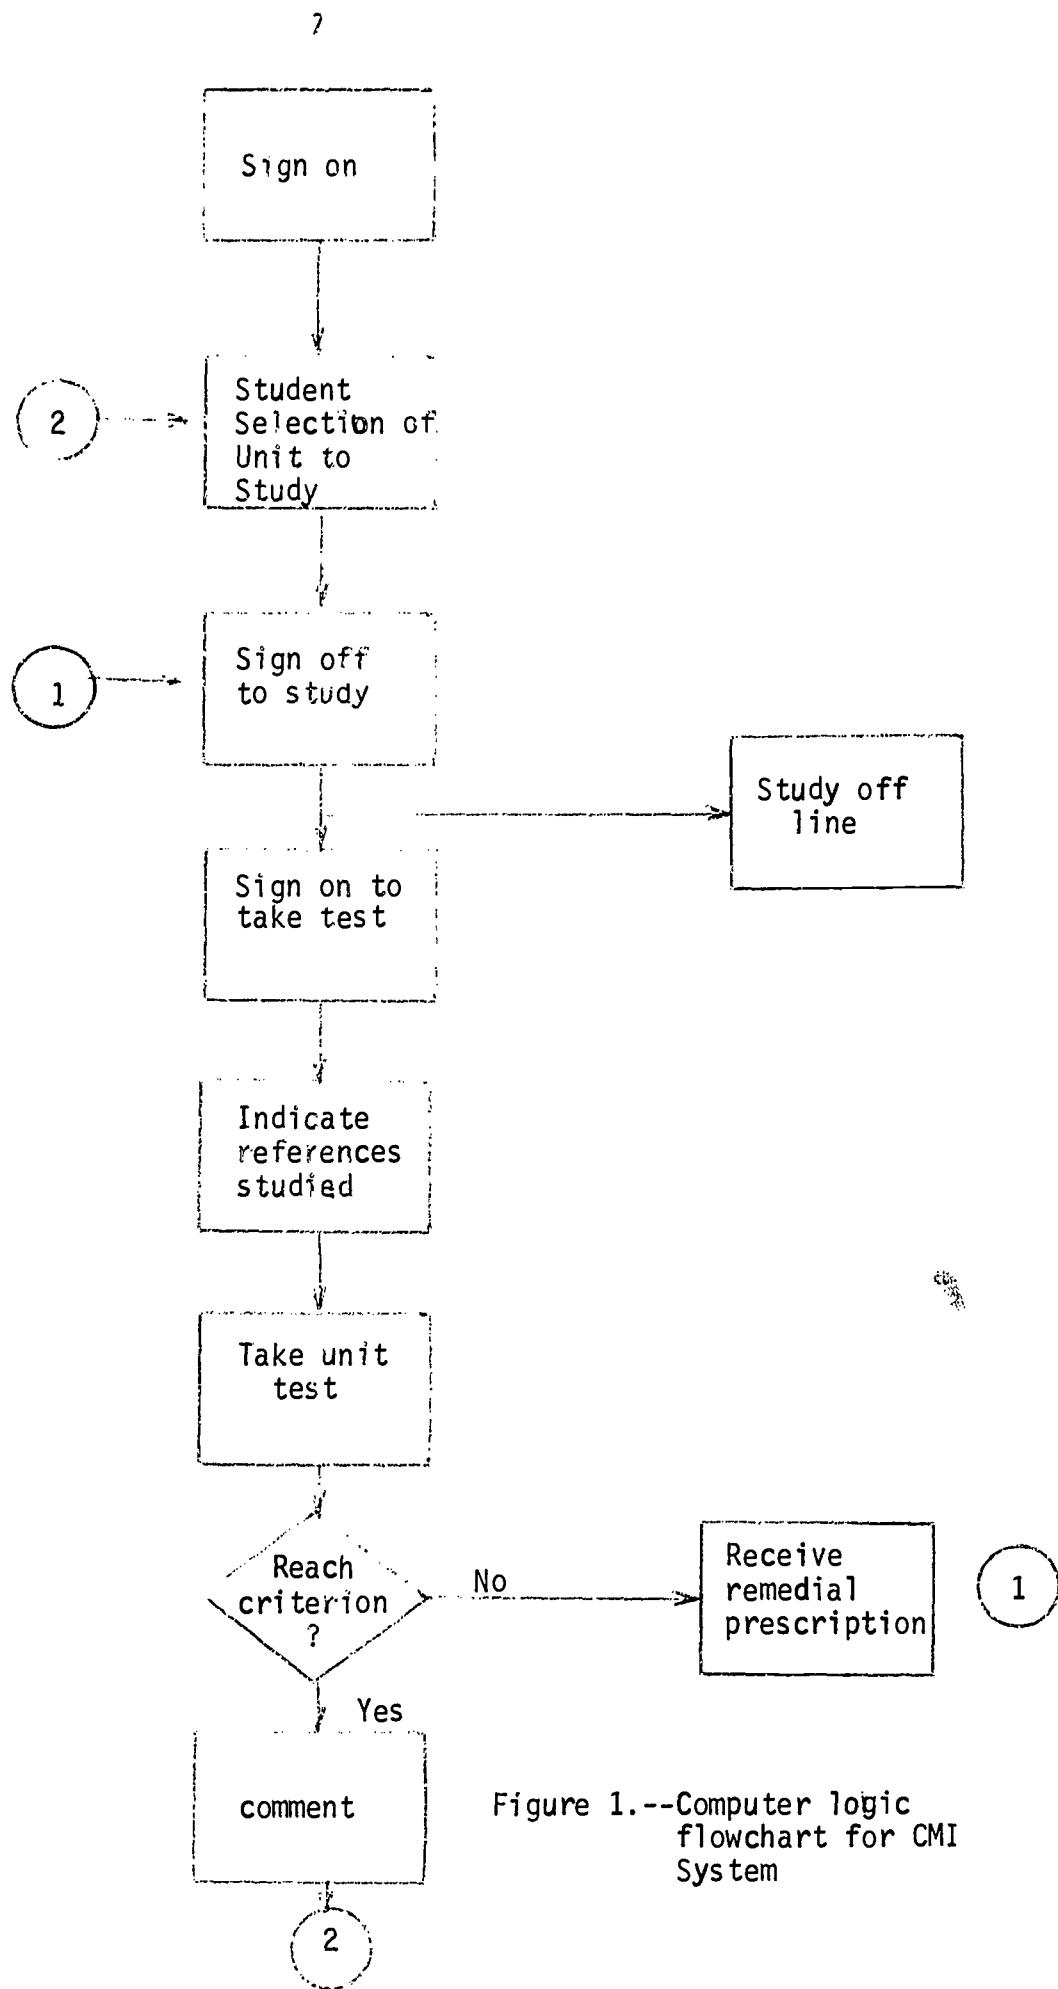 Sign on
2
Student
Selection of
Unit to
Study
1
Sign off
to study
Study off
line
Sign on to
take test
Indicate
references
studied
Take unit
test
Reach
criterion
?
No
Receive
remedial
prescription
1
Yes
comment
Figure 1.--Computer logic
flowchart for CMI
System
2